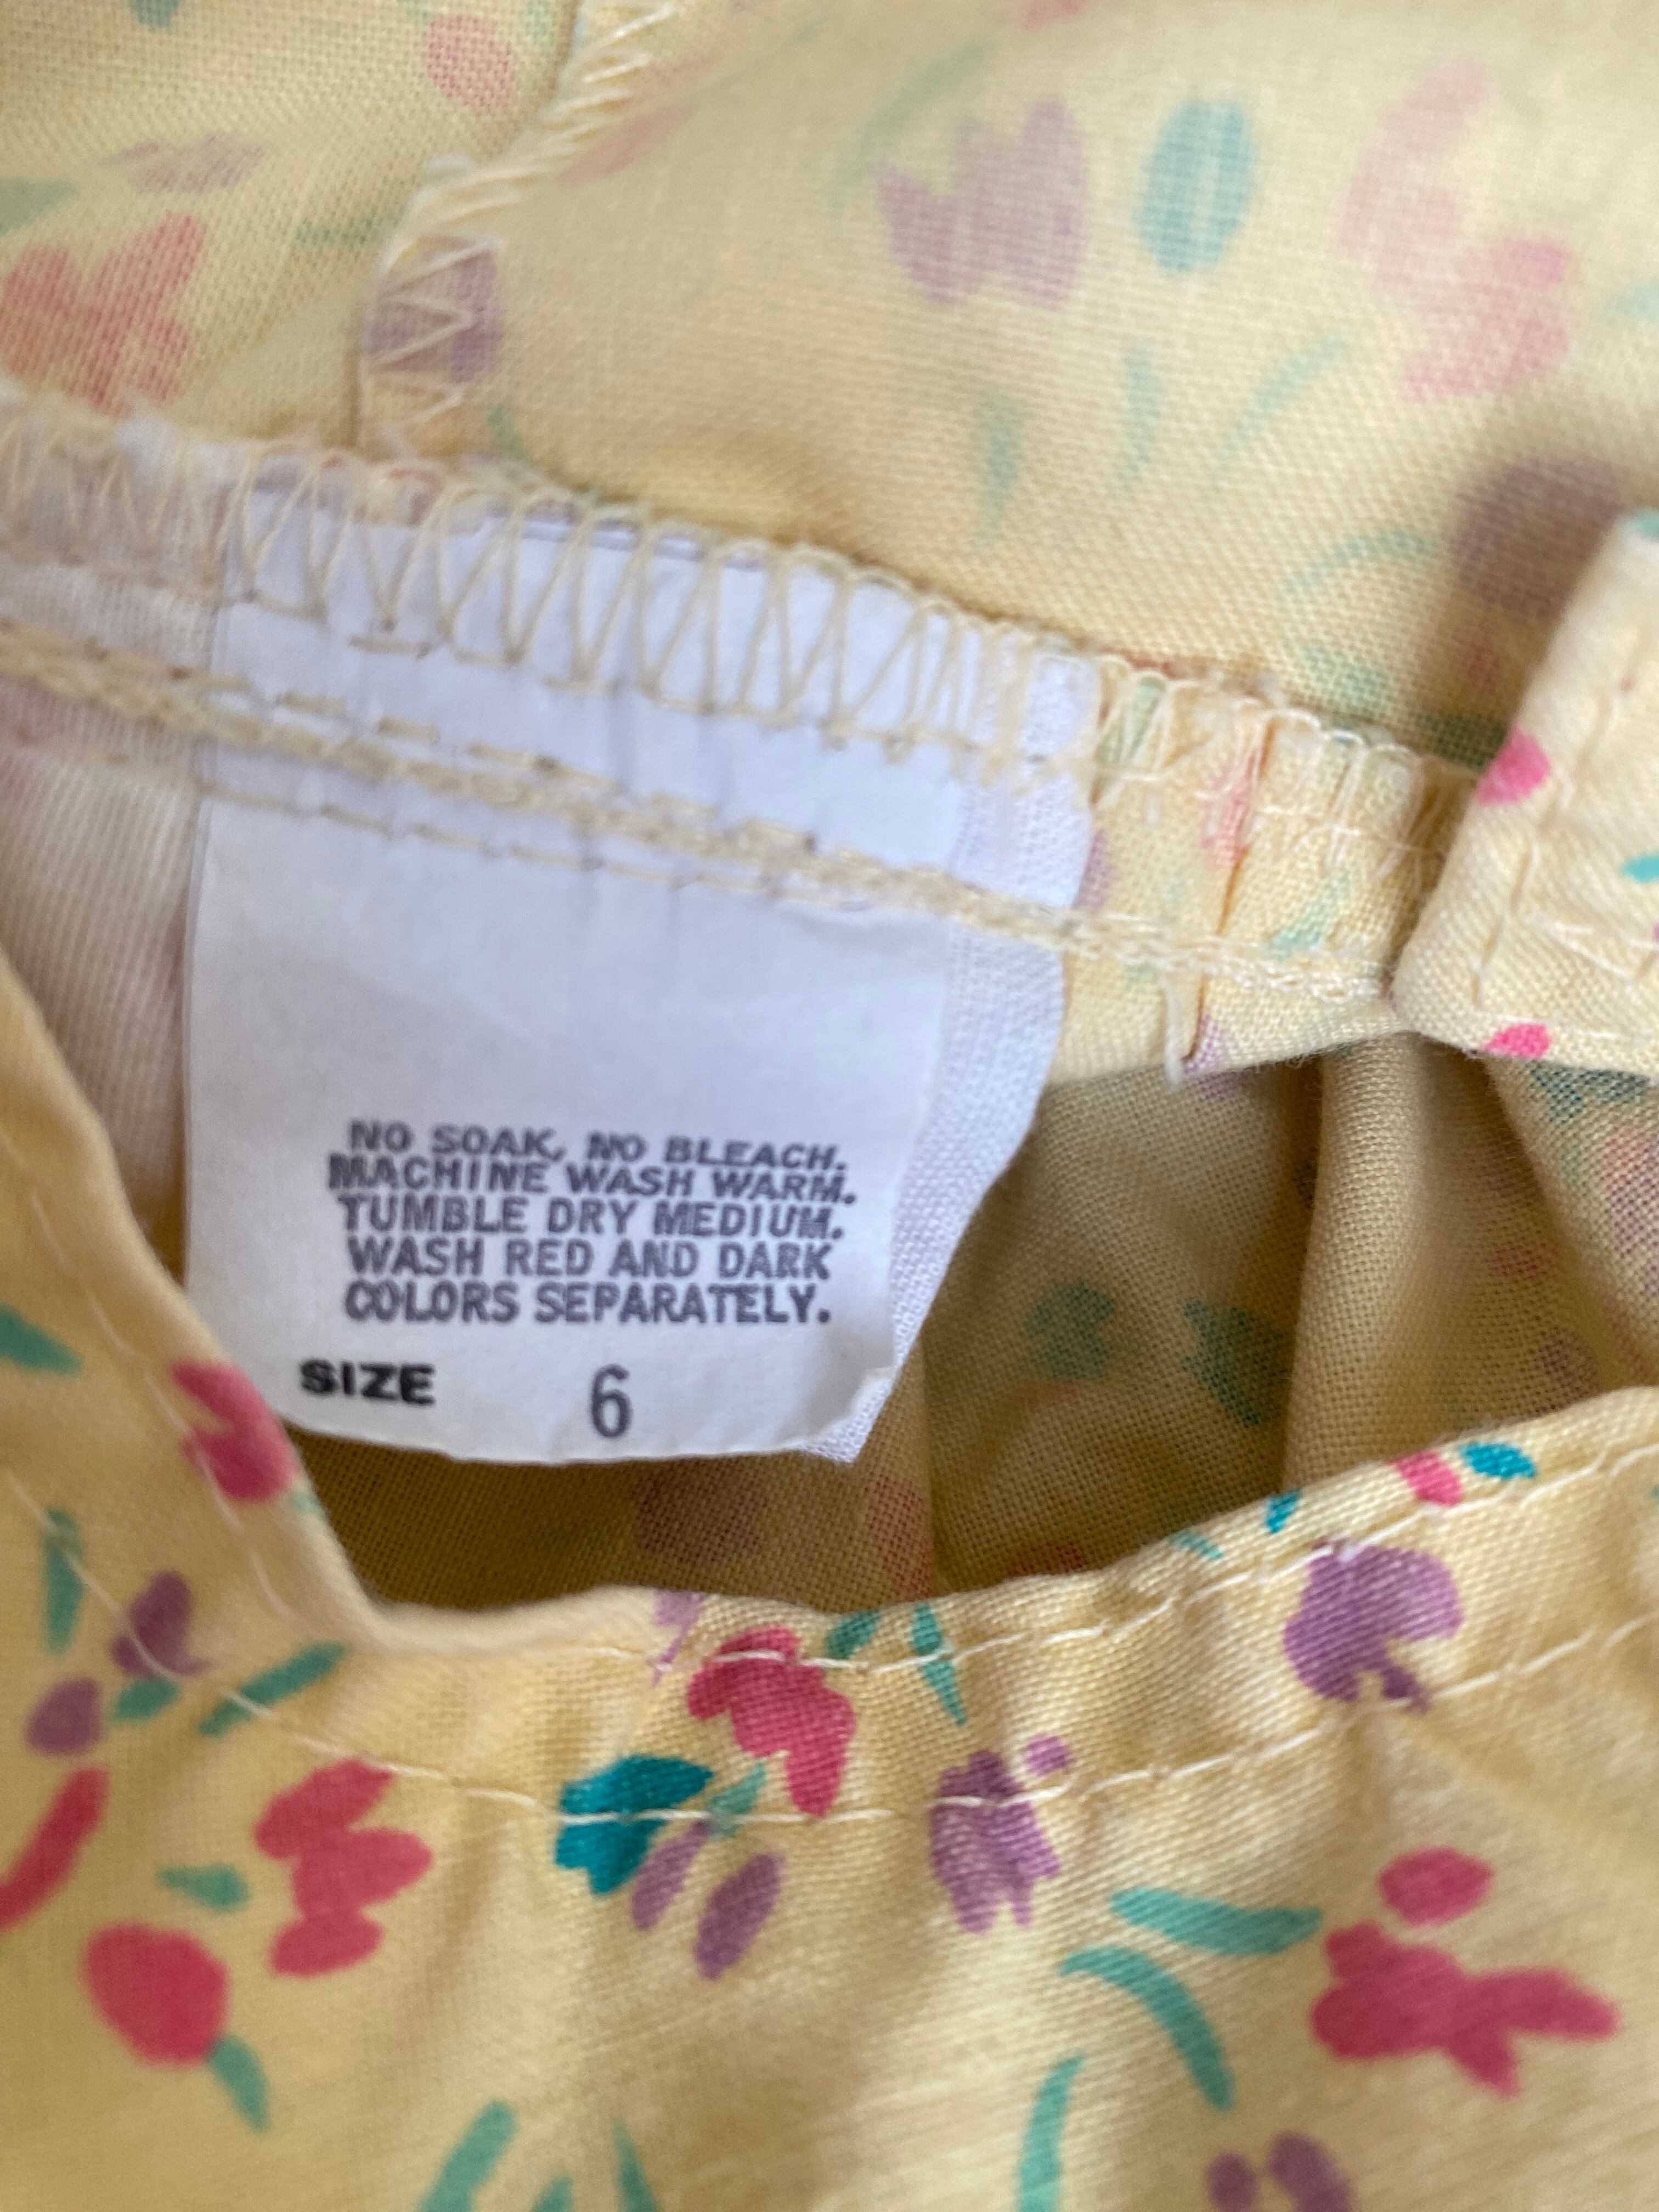 NO SOAK, NO BLEACH.
MACHINE WASH WARM.
TUMBLE DRY MEDIUM.
WASH RED AND DARK
COLORS SEPARATELY.
SIZE 6